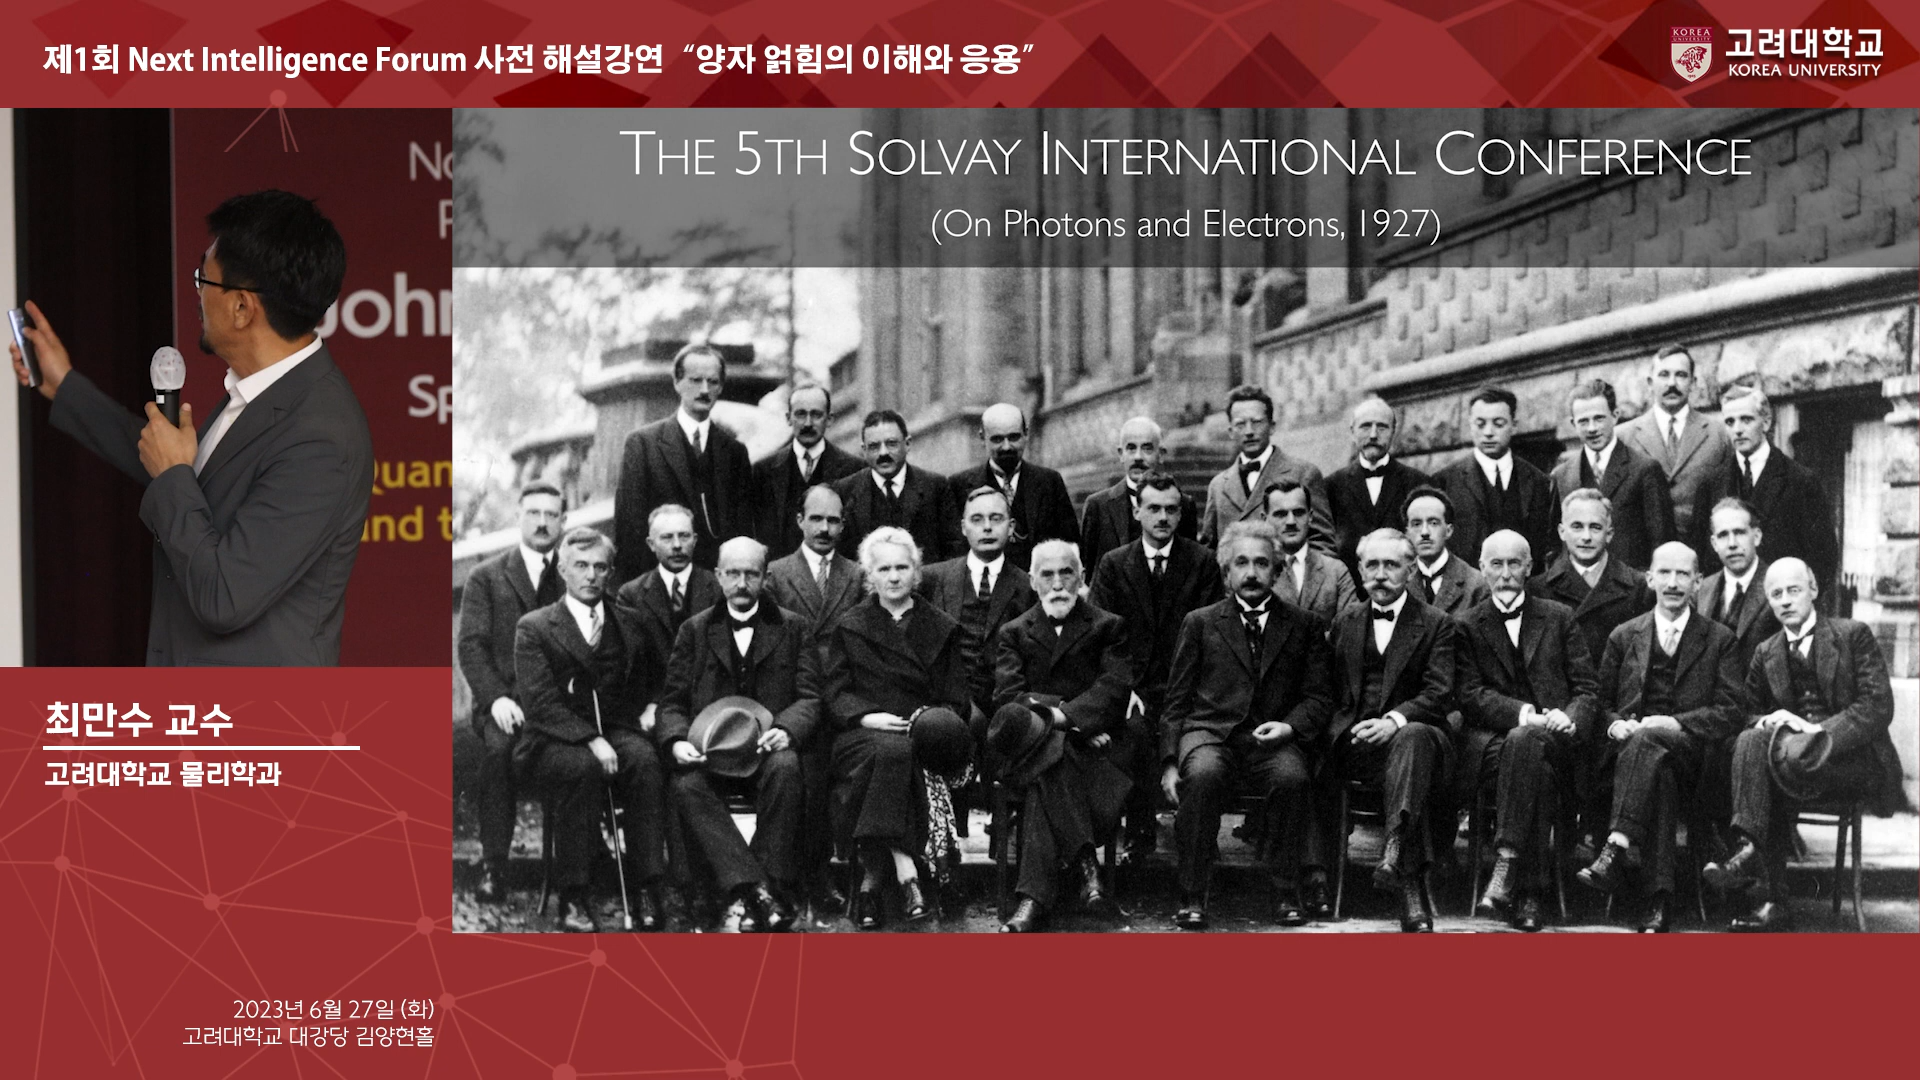 제1회 Next Intelligence Forum 사전 해설강연 “양자 얽힘의 이해와 응용”
KOREA
UNIVERSITY
고려대학교
KOREA UNIVERSITY
THE 5TH SOLVAY INTERNATIONAL CONFERENCE
(On Photons and Electrons, 1927)
최만수 교수
고려대학교 물리학과
2023년 6월 27일 (화)
고려대학교 대강당 김양현홀